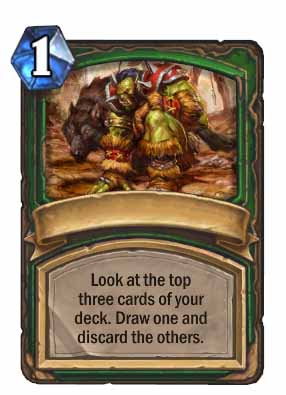 1
Look at the top
three cards of your
deck. Draw one and
discard the others.